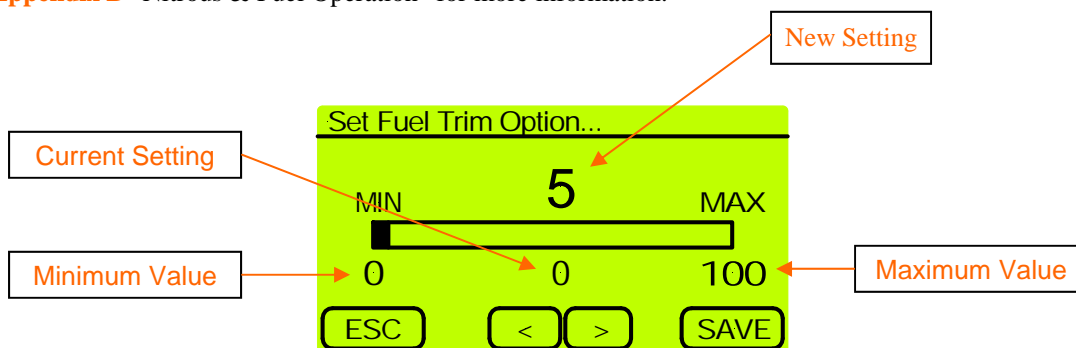 Appendix B "Nitrous & Fuel Operation" for more information.
New Setting
Set Fuel Trim Option...
Current Setting
5
MIN MAX
Minimum Value 0 0 100 Maximum Value
ESC < > SAVE